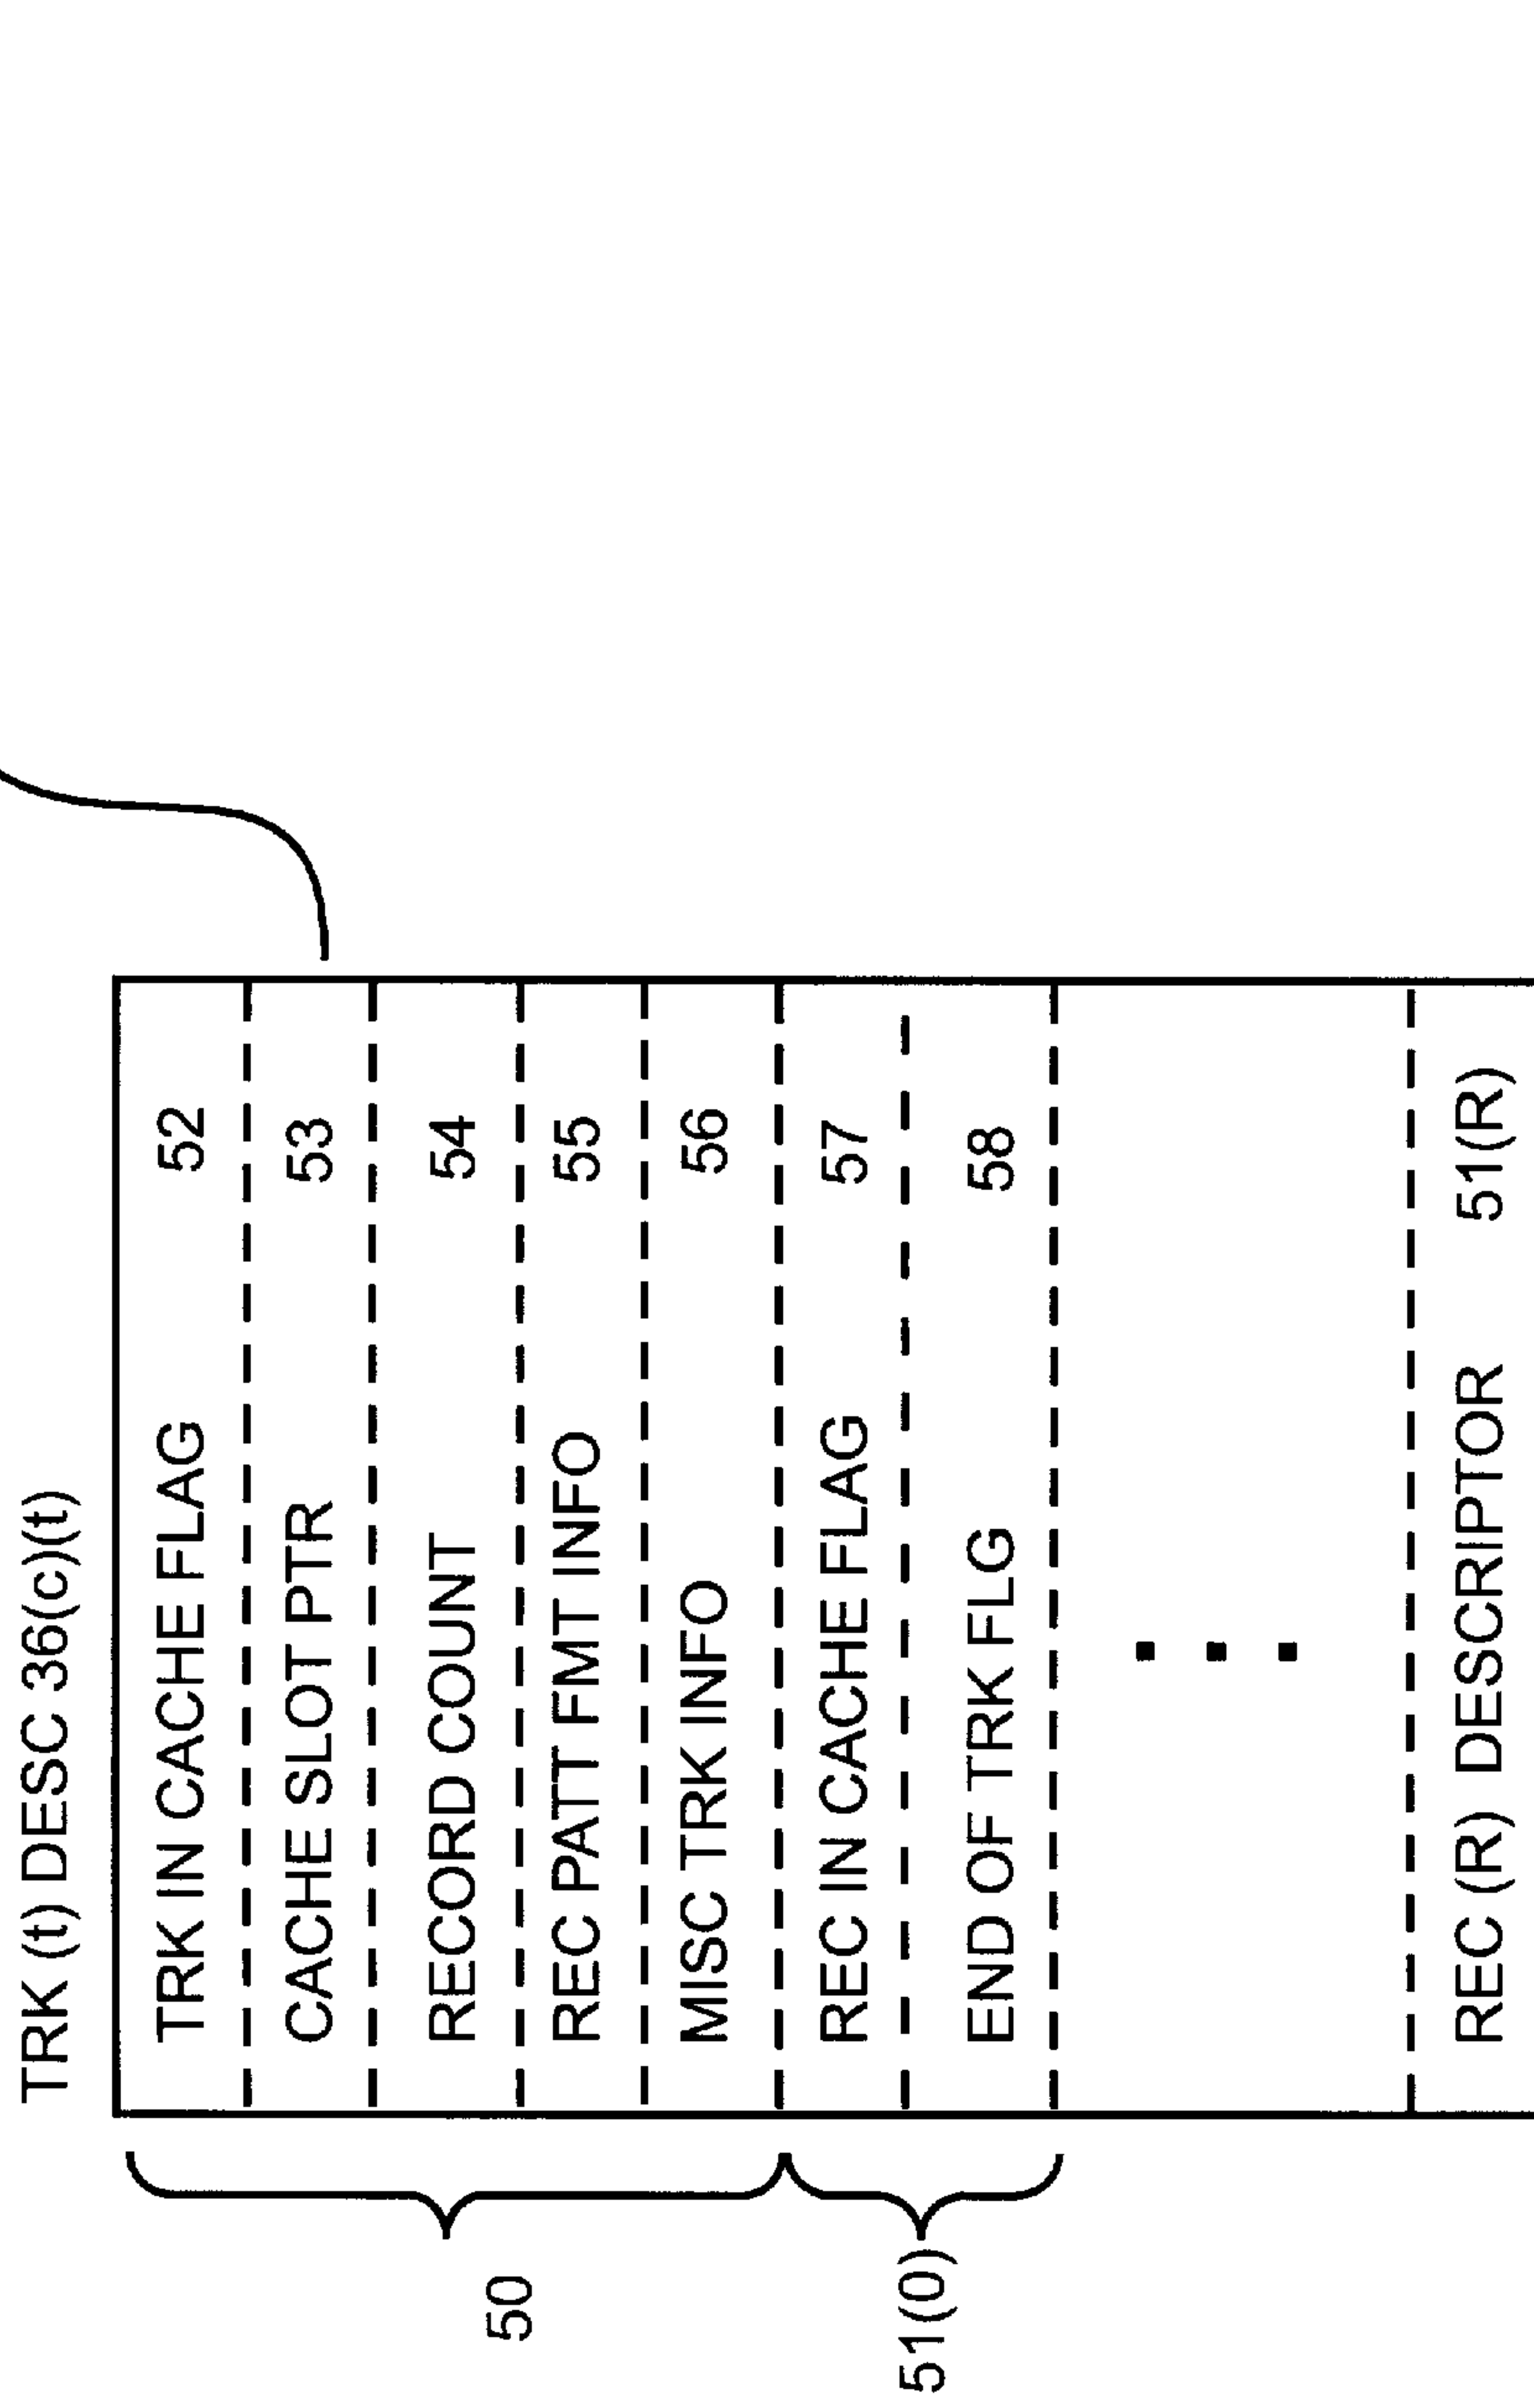 TRK (t) DESC 36(c)(t)
TRK IN CACHE FLAG 52
CACHE SLOT PTR 53
RECORD COUNT 54
REC PATT FMT INFO 55
MISC TRK INFO 56
REC IN CACHE FLAG 57
END OF TRK FLG 58
REC (R) DESCRIPTOR 51(R)
50
51(0)